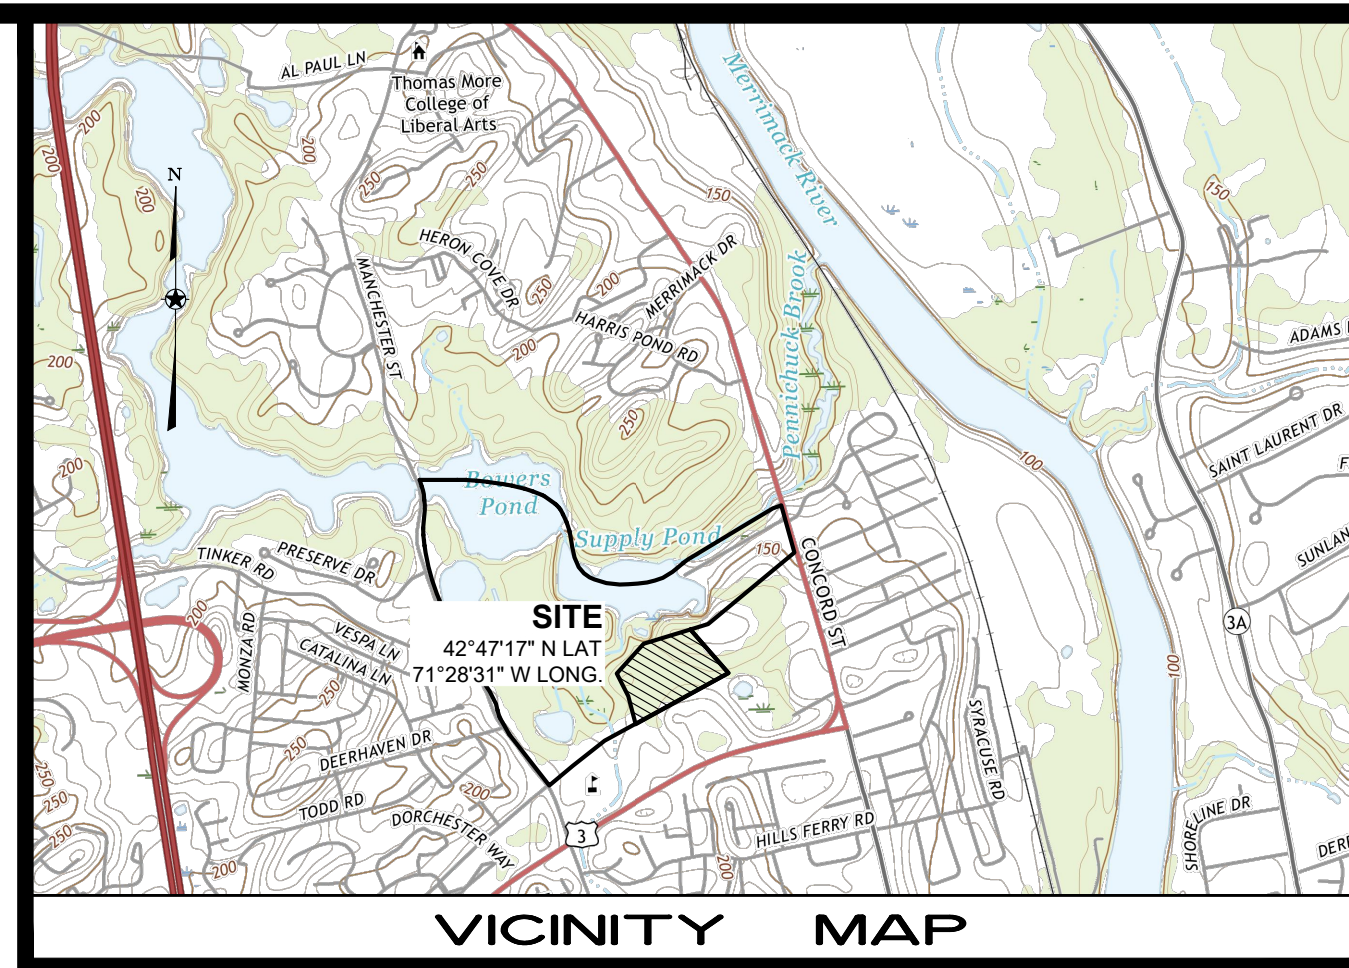 AL PAUL LN
Thomas More
College of
Liberal Arts
Merrimack River
200
200
200
200
250
250
150
150
N
HERON COVE DR
MERRIMACK DR
MANCHESTER ST
250
200
HARRIS POND RD
Pennichuck Brook
ADAMS
200
200
250
SAINT LAURENT DR
F
200
100
Bowers
Pond
Supply Pond
150
CONCORD ST
SUNLAN
TINKER RD
PRESERVE DR
200
MONZA RD
VESPA LN
CATALINA LN
SITE
42°47'17" N LAT
71°28'31" W LONG.
3A
100
250
250
DEERHAVEN DR
SYRACUSE RD
250
250
250
200
TODD RD
DORCHESTER WAY
3
HILLS FERRY RD
SHORELINE DR
DER
200
200
VICINITY MAP